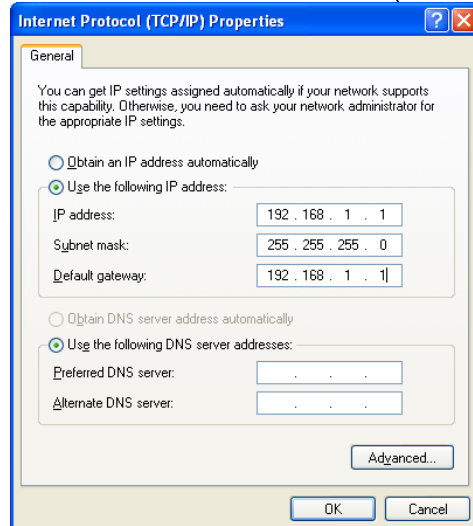 Internet Protocol (TCP/IP) Properties
General
You can get IP settings assigned automatically if your network supports
this capability. Otherwise, you need to ask your network administrator for
the appropriate IP settings.
Obtain an IP address automatically
Use the following IP address:
IP address: 192 . 168 . 1 . 1
Subnet mask: 255 . 255 . 255 . 0
Default gateway: 192 . 168 . 1 . 1
Obtain DNS server address automatically
Use the following DNS server addresses:
Preferred DNS server: . . .
Alternate DNS server: . . .
Advanced...
OK Cancel